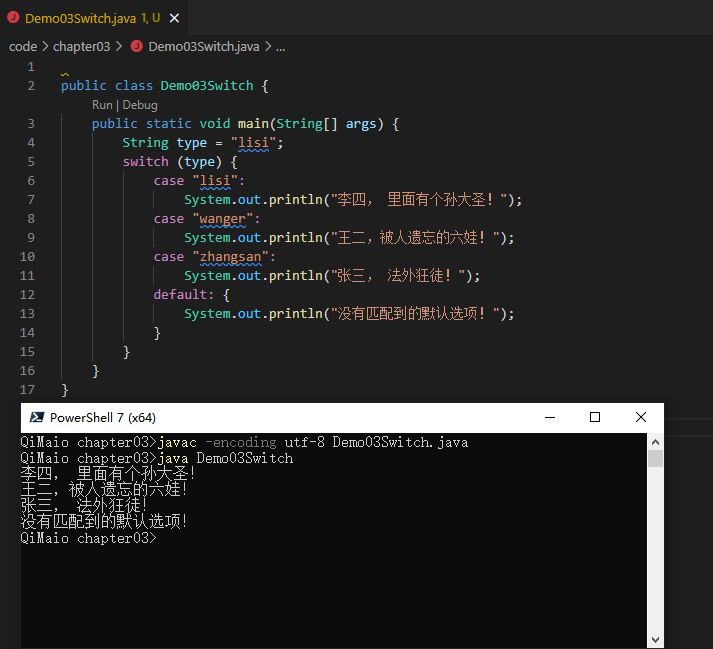 Demo03Switch.java 1, U
code > chapter03 > Demo03Switch.java > ...
1
2 public class Demo03Switch {
Run | Debug
3 public static void main(String[] args) {
4 String type = "lisi";
5 switch (type) {
6 case "lisi":
7 System.out.println("李四， 里面有个孙大圣！");
8 case "wanger":
9 System.out.println("王二，被人遗忘的六娃！");
10 case "zhangsan":
11 System.out.println("张三， 法外狂徒！");
12 default: {
13 System.out.println("没有匹配到的默认选项！");
14 }
15 }
16 }
17 }
PowerShell 7 (x64)
QiMaio chapter03>javac -encoding utf-8 Demo03Switch.java
QiMaio chapter03>java Demo03Switch
李四， 里面有个孙大圣！
王二，被人遗忘的六娃！
张三， 法外狂徒！
没有匹配到的默认选项！
QiMaio chapter03>